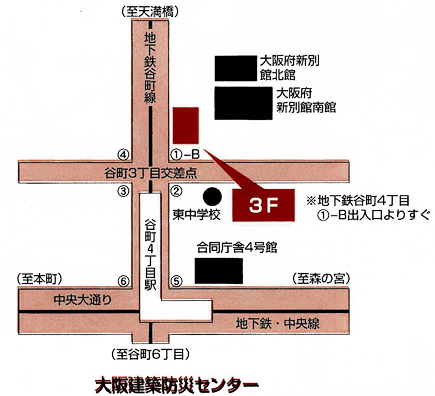 (至天満橋)
地下鉄谷町線
大阪府新別
館北館
大阪府
新別館南館
④
①-B
谷町3丁目交差点
③
②
東中学校
3F
※地下鉄谷町4丁目
①-B出入口よりすぐ
谷町4丁目駅
合同庁舎4号館
(至本町)
⑥
⑤
(至森の宮)
中央大通り
地下鉄・中央線
(至谷町6丁目)
大阪建築防災センター